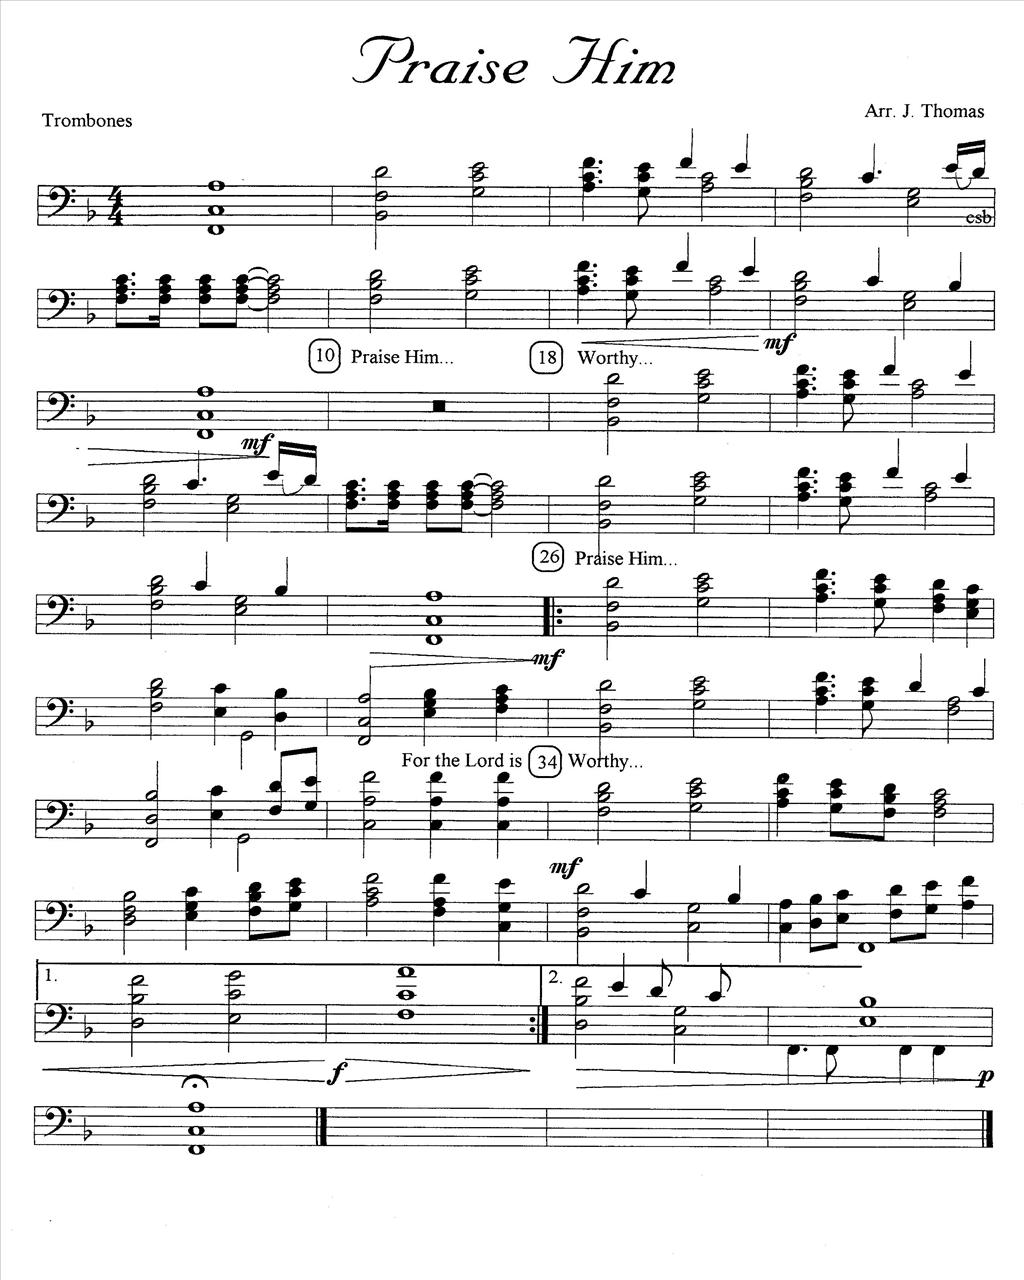 Praise Him
Trombones
Arr. J. Thomas
4
4
csb
mf
10 Praise Him... 18 Worthy...
mf
26 Praise Him...
mf
For the Lord is 34 Worthy...
mf
1. 2.
f
p